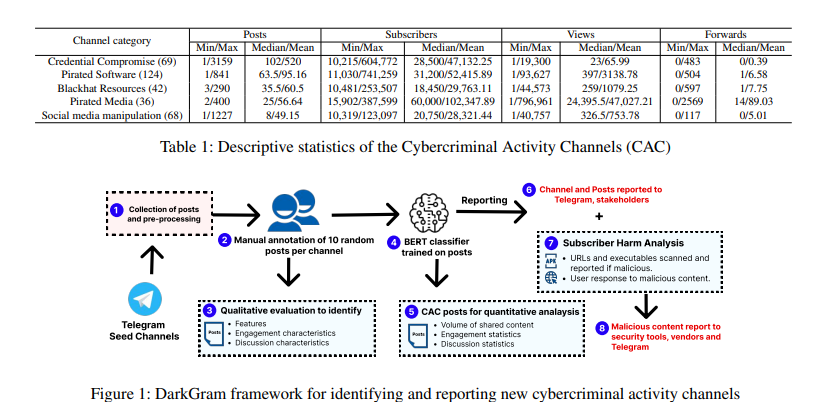 Channel category Posts Subscribers Views Forwards
Min/Max Median/Mean Min/Max Median/Mean Min/Max Median/Mean Min/Max Median/Mean
Credential Compromise (69) 1/3159 102/520 10,215/604,772 28,500/47,132.25 1/19,300 23/65.99 0/483 0/0.39
Pirated Software (124) 1/841 63.5/95.16 11,030/741,259 31,200/52,415.89 1/93,627 397/3138.78 0/504 1/6.58
Blackhat Resources (42) 3/290 35.5/60.5 10,481/253,507 18,450/29,763.11 1/44,573 259/1079.25 0/597 1/7.75
Pirated Media (36) 2/400 25/56.64 15,902/387,599 60,000/102,347.89 1/796,961 24,395.5/47,027.21 0/2569 14/89.03
Social media manipulation (68) 1/1227 8/49.15 10,319/123,097 20,750/28,321.44 1/40,757 326.5/753.78 0/117 0/5.01
Table 1: Descriptive statistics of the Cybercriminal Activity Channels (CAC)
1 Collection of posts
and pre-processing
Telegram
Seed Channels
2 Manual annotation of 10 random
posts per channel
3 Qualitative evaluation to identify
Posts
• Features
• Engagement characteristics
• Discussion characteristics
4 BERT classifier
trained on posts
5 CAC posts for quantitative analysis
Posts
• Volume of shared content
• Engagement statistics
• Discussion statistics
Reporting
6 Channel and Posts reported to
Telegram, stakeholders
+
7 Subscriber Harm Analysis
APK
• URLs and executables scanned and
reported if malicious.
• User response to malicious content.
8 Malicious content report to
security tools, vendors and
Telegram
Figure 1: DarkGram framework for identifying and reporting new cybercriminal activity channels